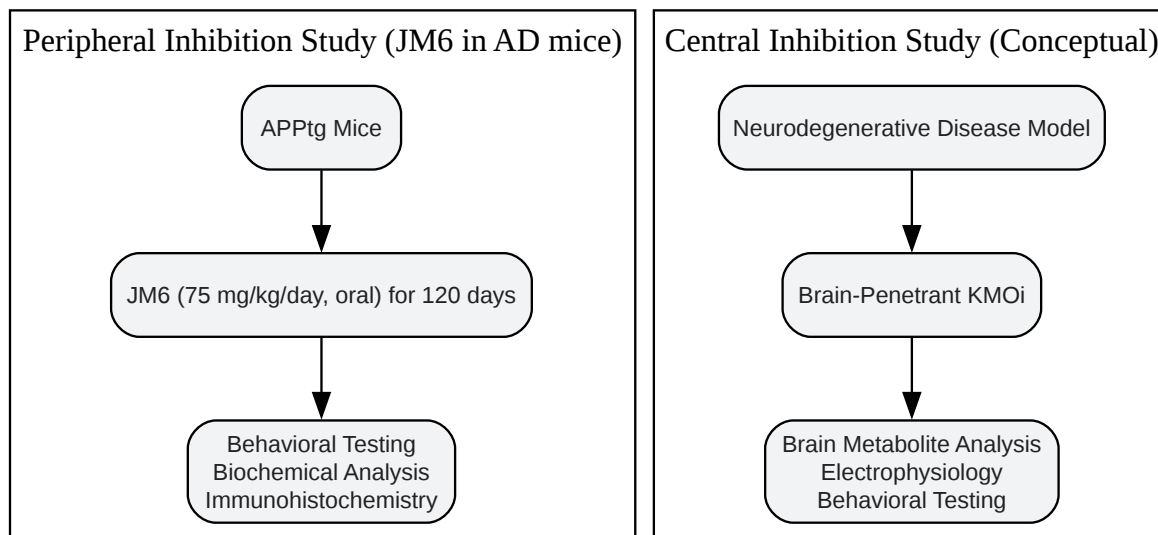 Peripheral Inhibition Study (JM6 in AD mice)
APPtg Mice
JM6 (75 mg/kg/day, oral) for 120 days
Behavioral Testing
Biochemical Analysis
Immunohistochemistry
Central Inhibition Study (Conceptual)
Neurodegenerative Disease Model
Brain-Penetrant KMOi
Brain Metabolite Analysis
Electrophysiology
Behavioral Testing